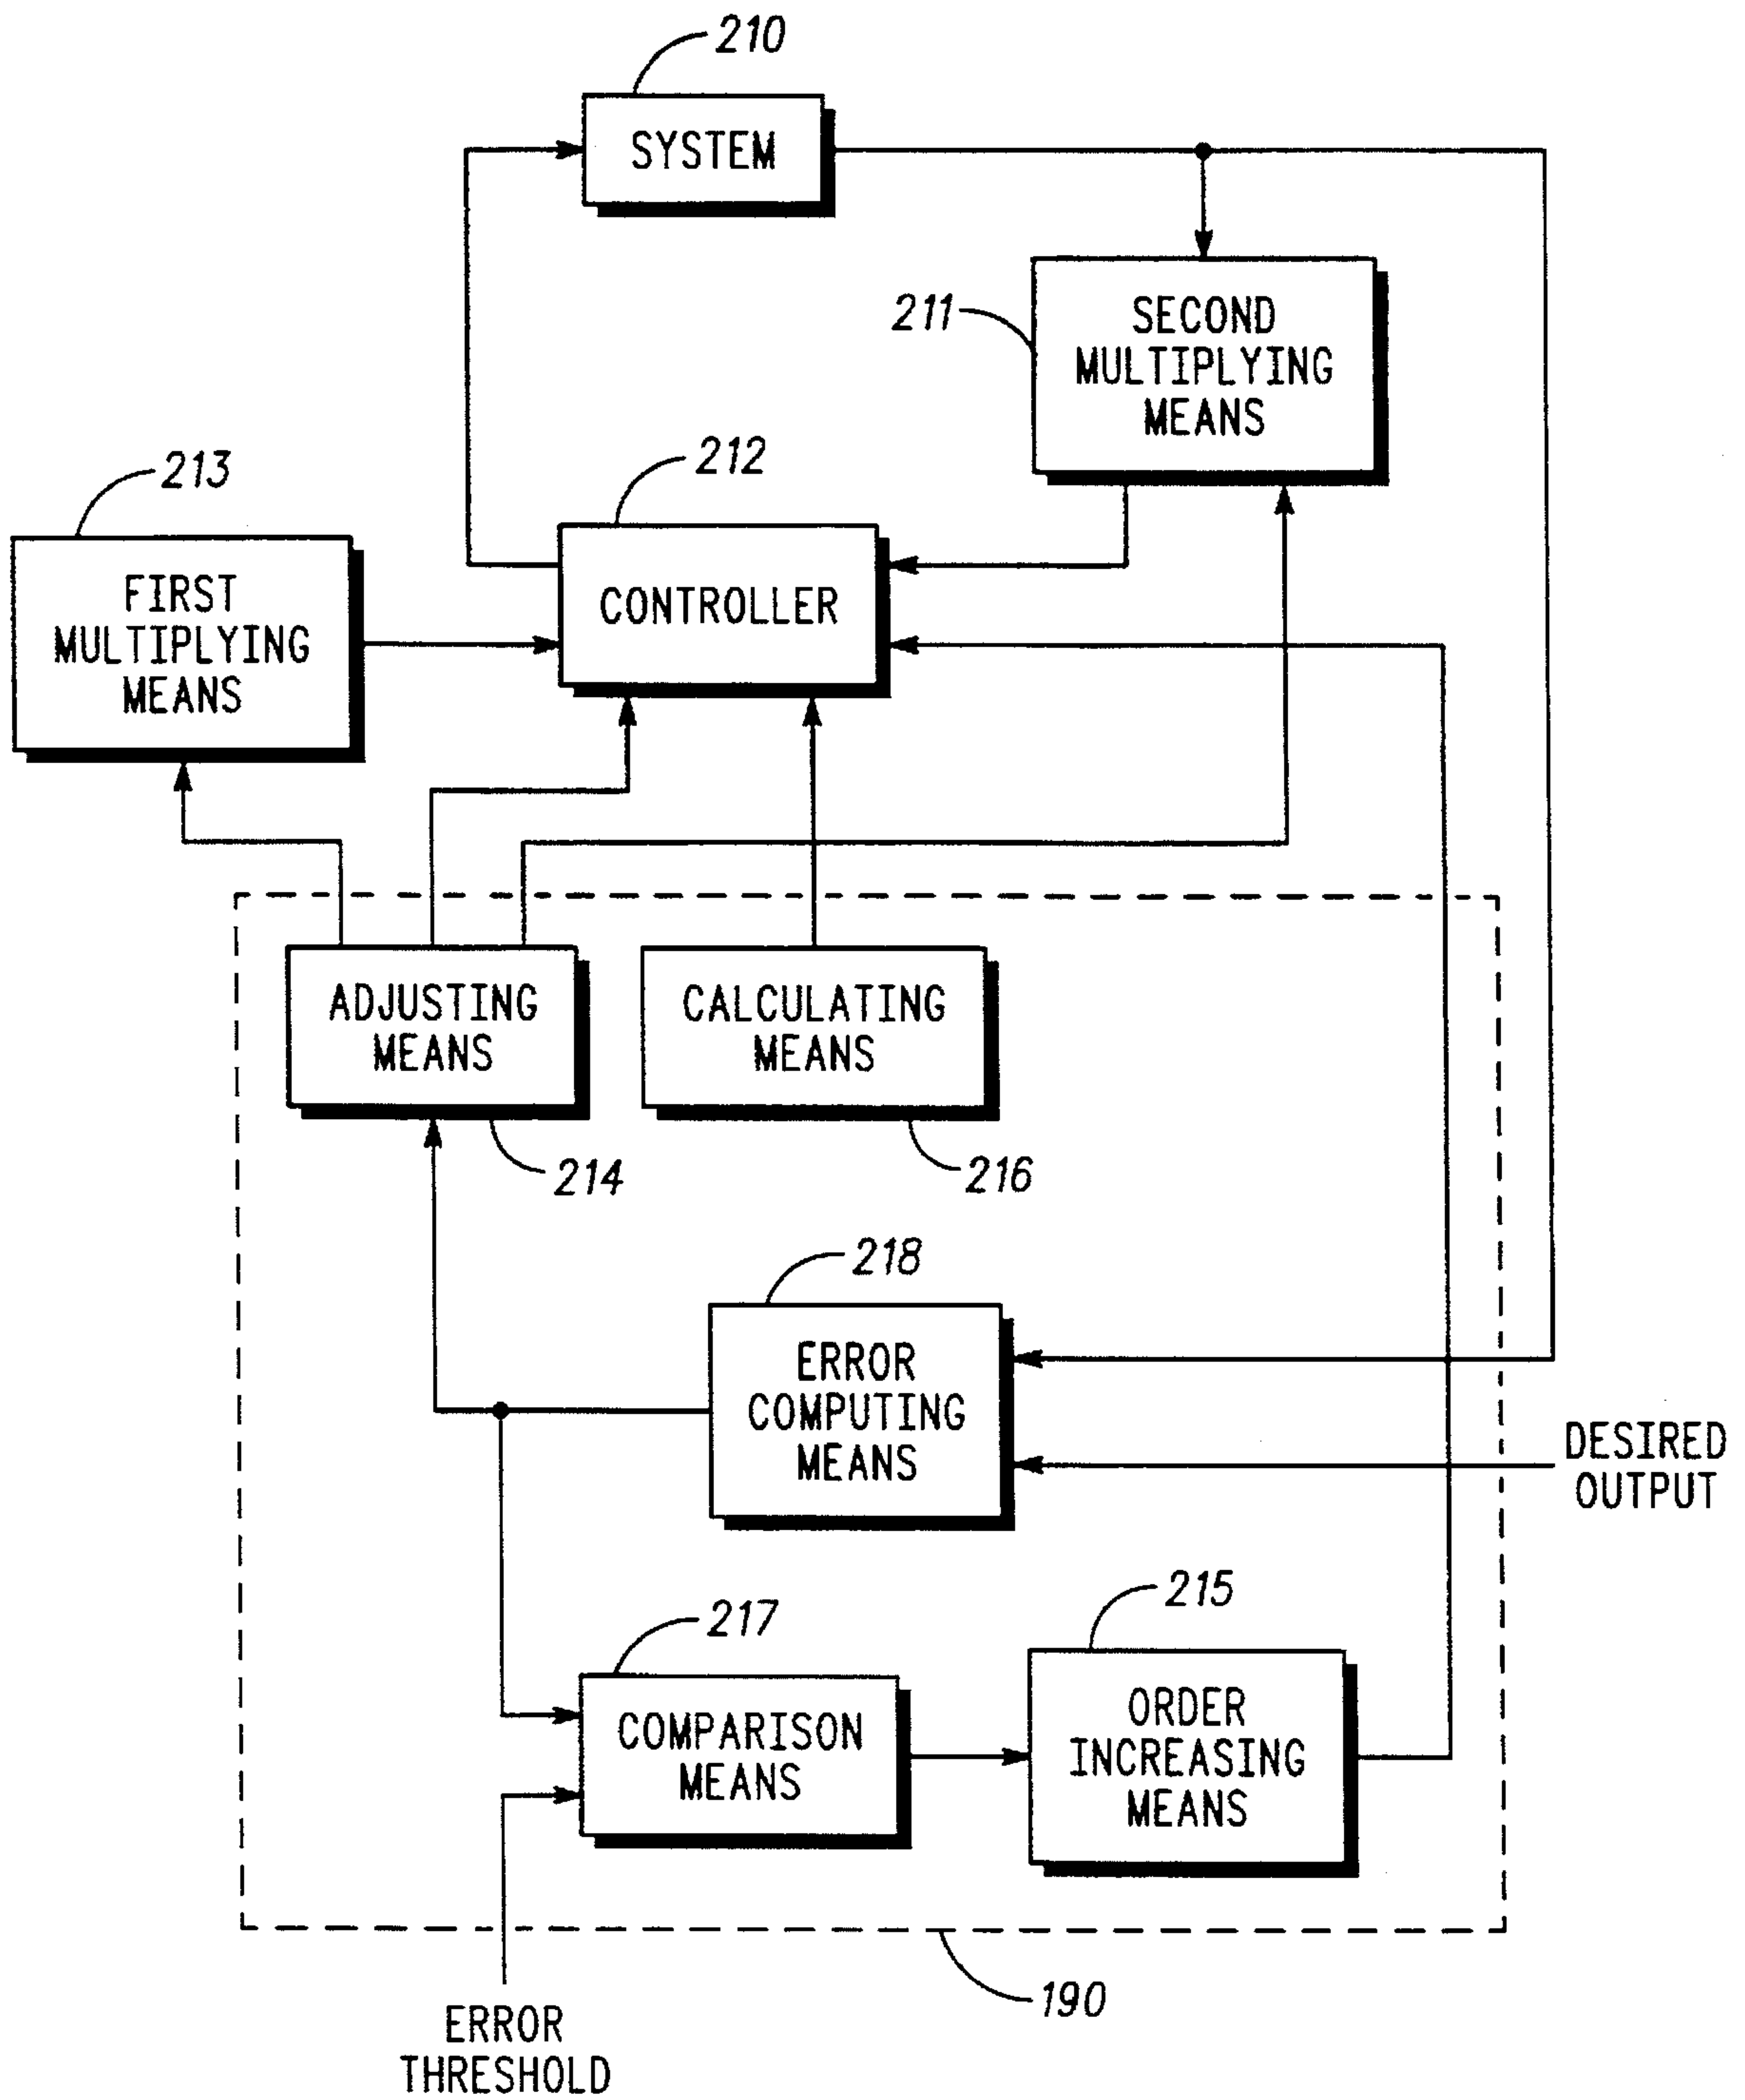 210
SYSTEM
211
SECOND
MULTIPLYING
MEANS
213
212
FIRST
MULTIPLYING
MEANS
CONTROLLER
ADJUSTING
MEANS
CALCULATING
MEANS
214
216
218
ERROR
COMPUTING
MEANS
DESIRED
OUTPUT
217
215
COMPARISON
MEANS
ORDER
INCREASING
MEANS
190
ERROR
THRESHOLD